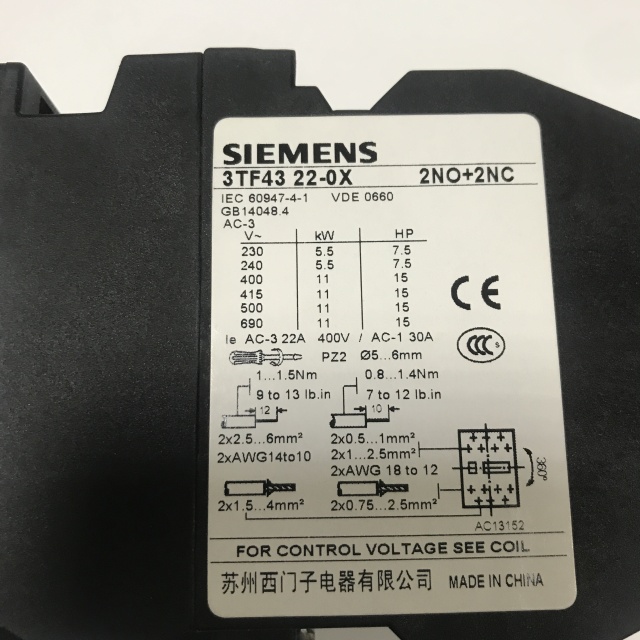 SIEMENS
3TF43 22-0X 2NO+2NC
IEC 60947-4-1 VDE 0660
GB14048.4
AC-3
V~ kW HP
230 5.5 7.5
240 5.5 7.5
400 11 15
415 11 15
500 11 15
690 11 15
CE
CCC S
Ie AC-3 22A 400V / AC-1 30A
PZ2 Ø5...6mm
1...1.5Nm 0.8...1.4Nm
9 to 13 lb.in 7 to 12 lb.in
12 10
2x2.5...6mm² 2x0.5...1mm²
2xAWG14to10 2x1...2.5mm²
2xAWG 18 to 12
360°
2x1.5...4mm² 2x0.75...2.5mm²
AC13152
FOR CONTROL VOLTAGE SEE COIL
苏州西门子电器有限公司 MADE IN CHINA